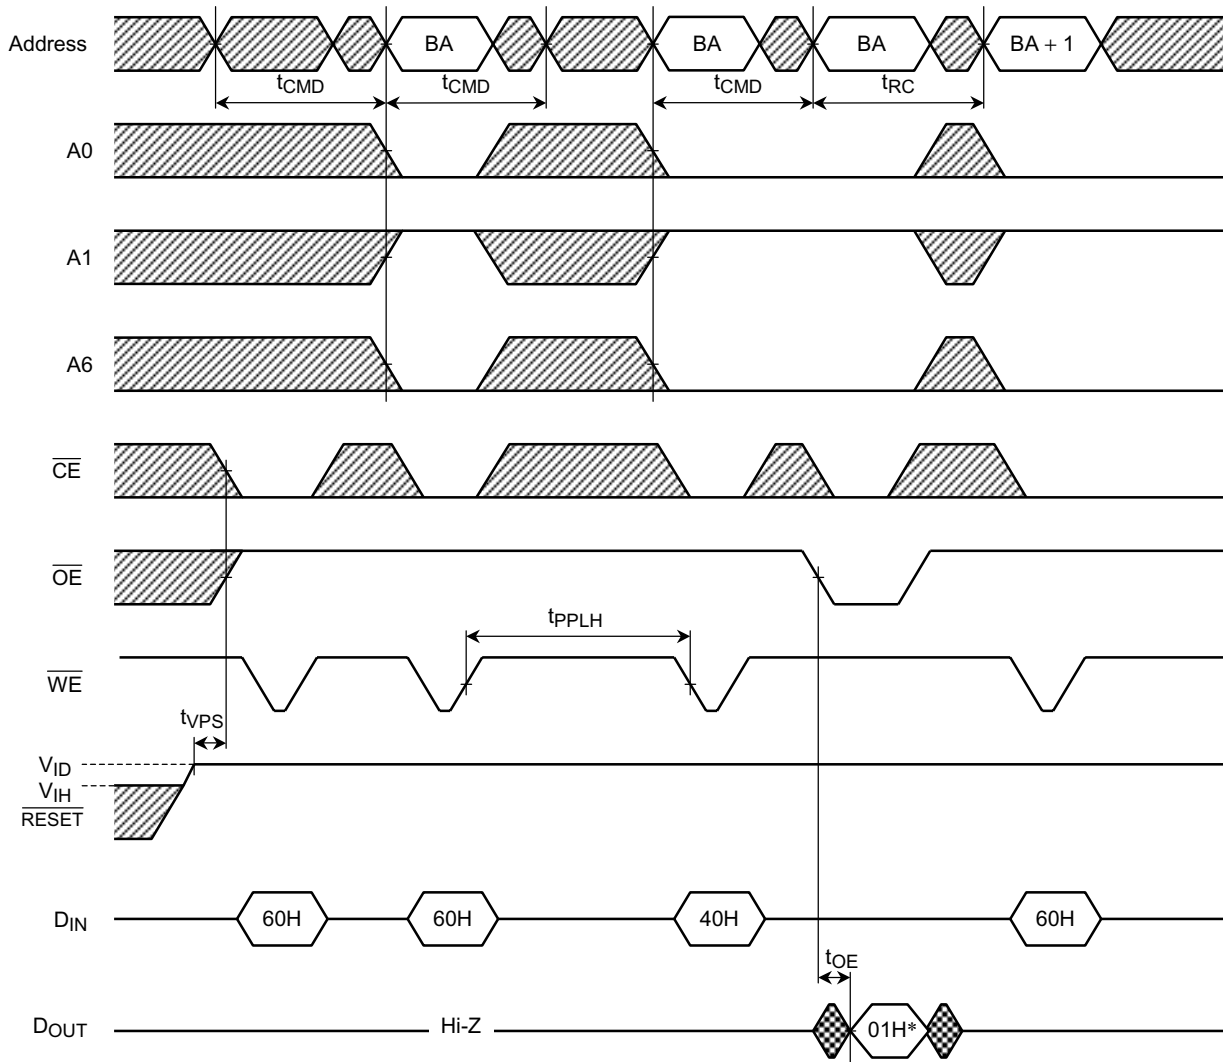 Address BA BA BA BA + 1
tCMD tCMD tCMD tRC
A0
A1
A6
CE
OE
tPPLH
WE
tVPS
VID
VIH
RESET
DIN 60H 60H 40H 60H
tOE
DOUT Hi-Z 01H*